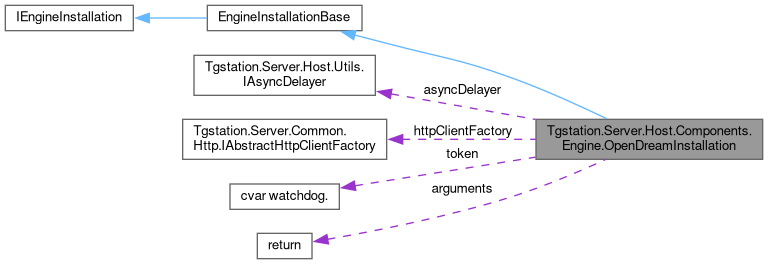 IEngineInstallation
EngineInstallationBase
Tgstation.Server.Host.Utils.
IAsyncDelayer
asyncDelayer
Tgstation.Server.Common.
Http.IAbstractHttpClientFactory
httpClientFactory
Tgstation.Server.Host.Components.
Engine.OpenDreamInstallation
token
cvar watchdog.
arguments
return